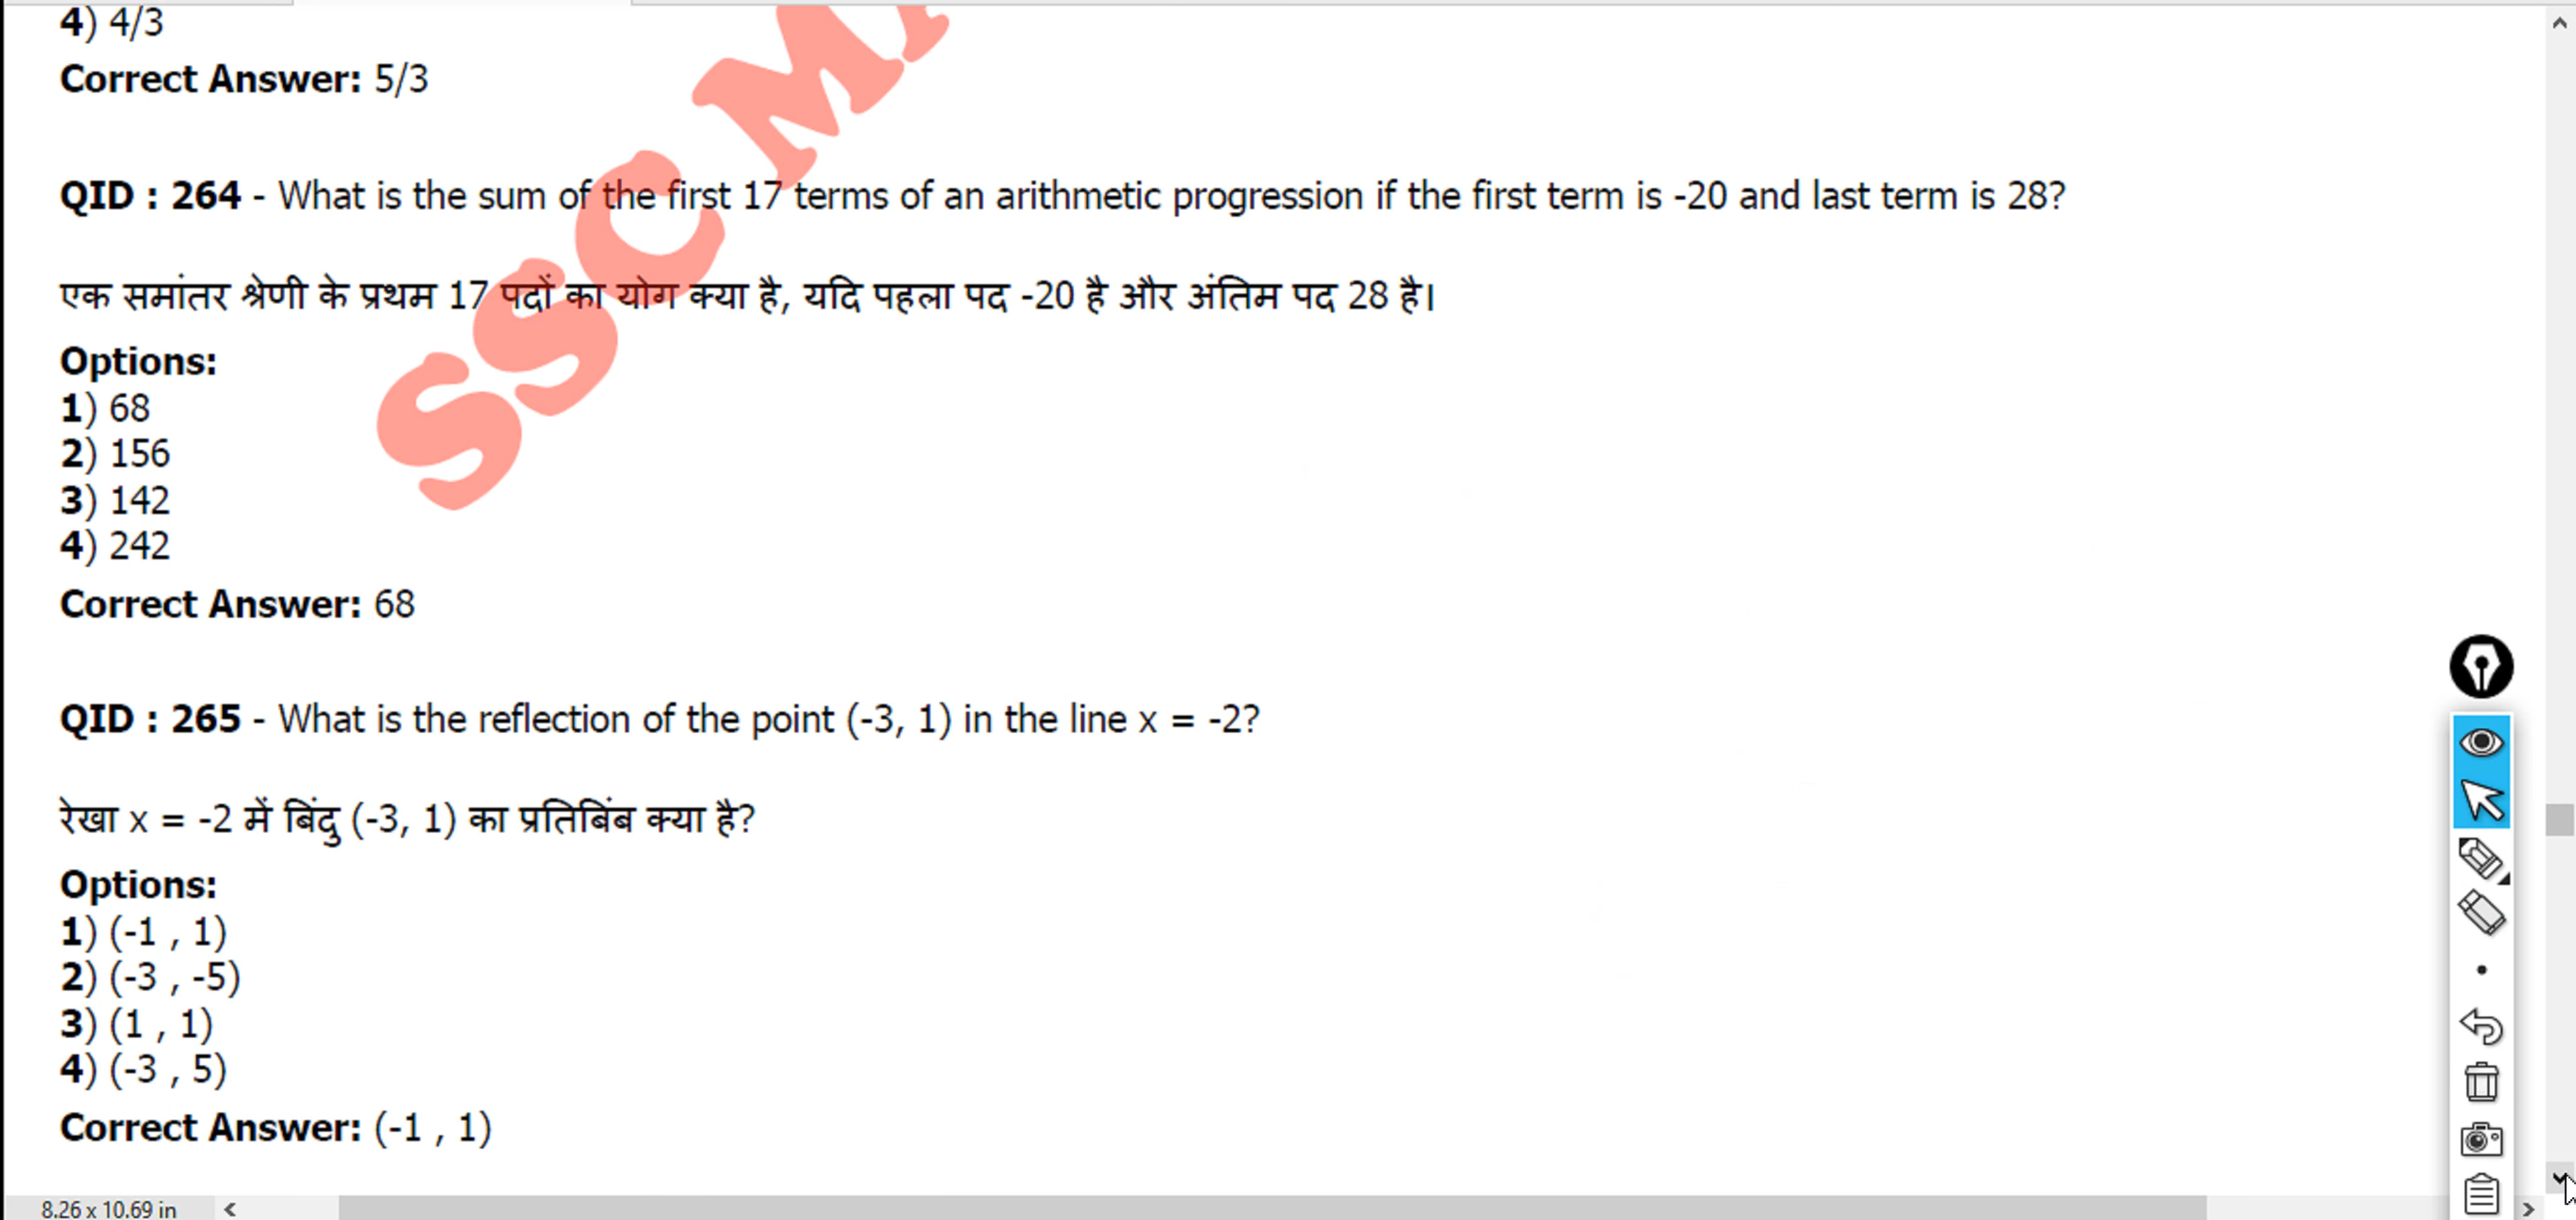 4) 4/3
Correct Answer: 5/3
QID : 264 - What is the sum of the first 17 terms of an arithmetic progression if the first term is -20 and last term is 28?
एक समांतर श्रेणी के प्रथम 17 पदों का योग क्या है, यदि पहला पद -20 है और अंतिम पद 28 है।
Options:
1) 68
2) 156
3) 142
4) 242
Correct Answer: 68
SSC
QID : 265 - What is the reflection of the point (-3, 1) in the line x = -2?
रेखा x = -2 में बिंदु (-3, 1) का प्रतिबिंब क्या है?
Options:
1) (-1 , 1)
2) (-3 , -5)
3) (1 , 1)
4) (-3 , 5)
Correct Answer: (-1 , 1)
8.26 x 10.69 in